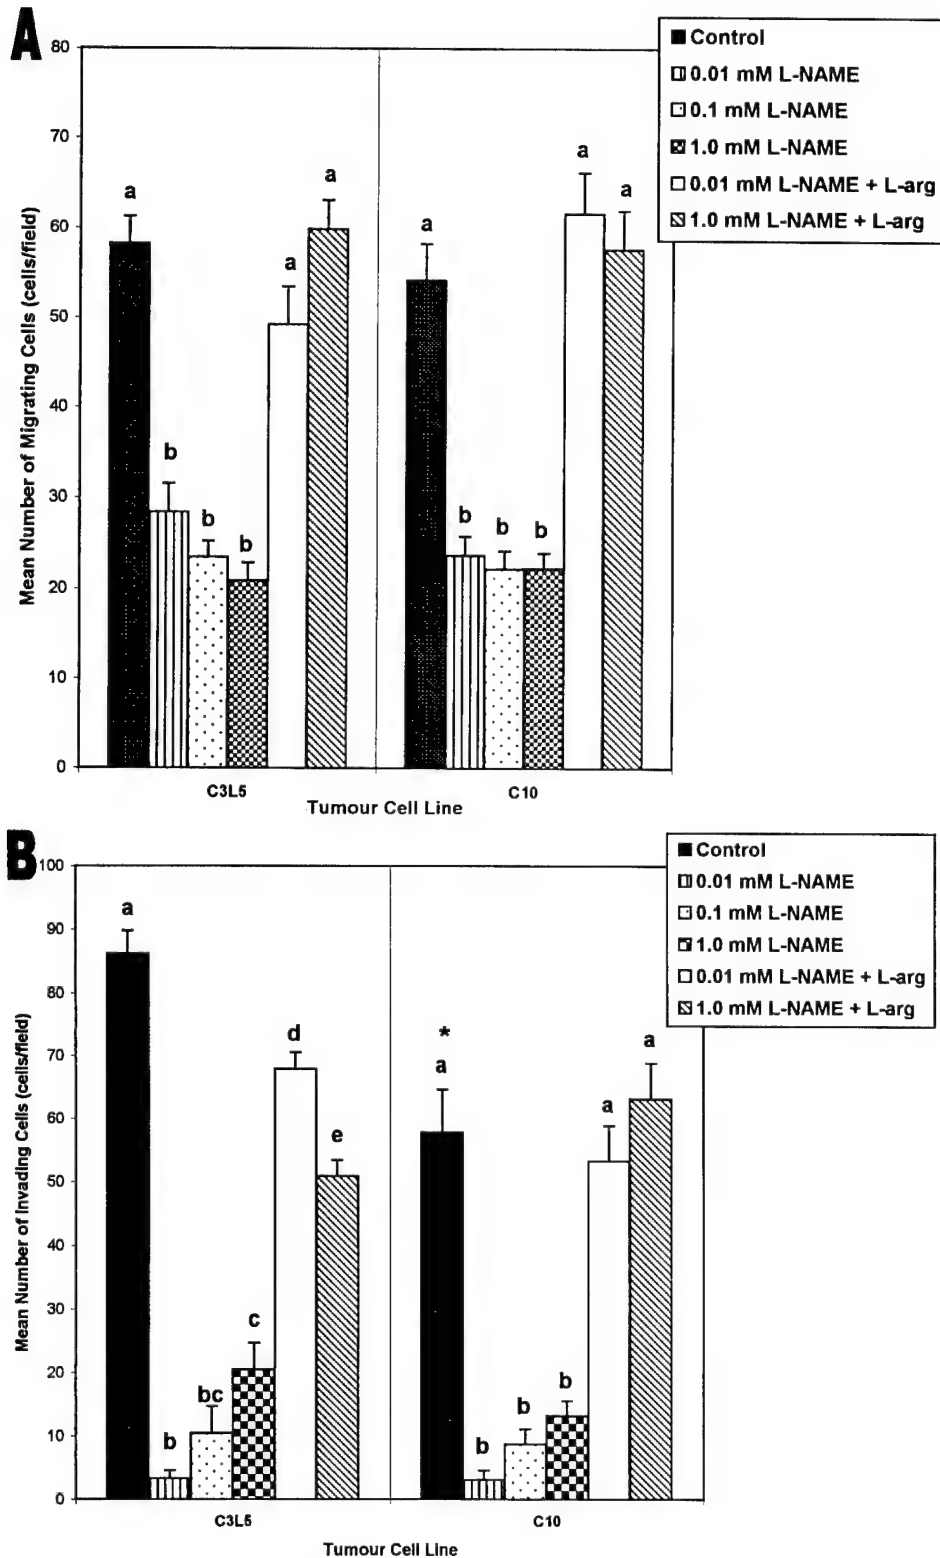 A
80
70
60
50
40
30
20
10
0
Mean Number of Migrating Cells (cells/field)
a
b
b
b
a
a
a
b
b
b
a
a
C3L5
C10
Tumour Cell Line
Control
0.01 mM L-NAME
0.1 mM L-NAME
1.0 mM L-NAME
0.01 mM L-NAME + L-arg
1.0 mM L-NAME + L-arg
B
100
90
80
70
60
50
40
30
20
10
0
Mean Number of Invading Cells (cells/field)
a
b
bc
c
d
e
*
a
b
b
b
a
a
C3L5
C10
Tumour Cell Line
Control
0.01 mM L-NAME
0.1 mM L-NAME
1.0 mM L-NAME
0.01 mM L-NAME + L-arg
1.0 mM L-NAME + L-arg